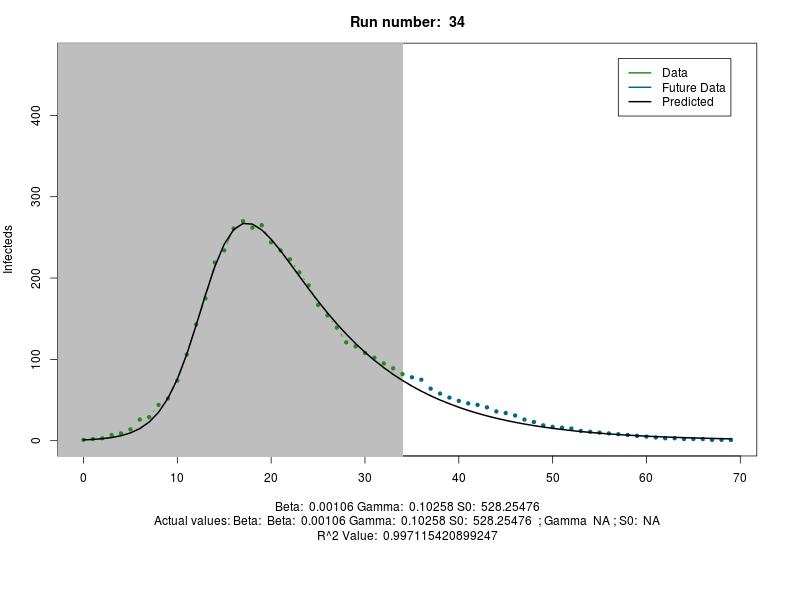 Run number: 34
Data
Future Data
Predicted
Infecteds
400
300
200
100
0
0 10 20 30 40 50 60 70
Beta: 0.00106 Gamma: 0.10258 S0: 528.25476
Actual values: Beta: Beta: 0.00106 Gamma: 0.10258 S0: 528.25476 ; Gamma NA ; S0: NA
R^2 Value: 0.997115420899247